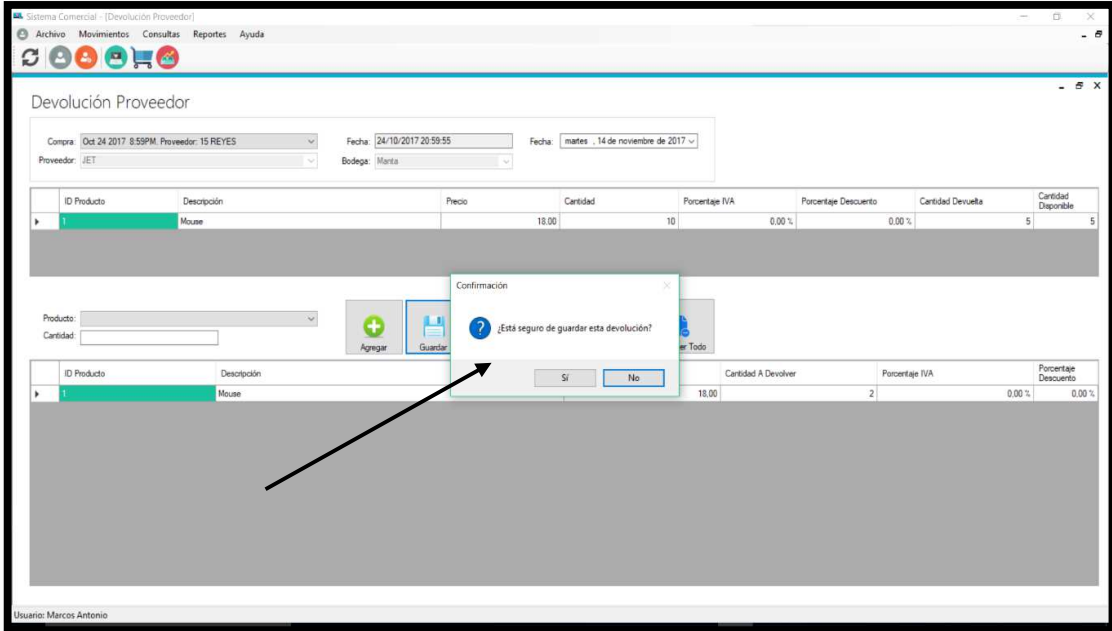 Sistema Comercial - [Devolución Proveedor]
Archivo Movimientos Consultas Reportes Ayuda
Devolución Proveedor
Compra: Oct 24 2017 8:59PM. Proveedor: 15 REYES Fecha: 24/10/2017 20:59:55 Fecha: martes , 14 de noviembre de 2017
Proveedor: JET Bodega: Manta
ID Producto Descripción Precio Cantidad Porcentaje IVA Porcentaje Descuento Cantidad Devuelta Cantidad Disponible
1 Mouse 18.00 10 0.00 % 0.00 % 5 5
Confirmación
¿Está seguro de guardar esta devolución?
Sí No
Producto:
Cantidad:
Agregar Guardar er Todo
ID Producto Descripción Cantidad A Devolver Porcentaje IVA Porcentaje Descuento
1 Mouse 18,00 2 0,00 % 0,00 %
Usuario: Marcos Antonio